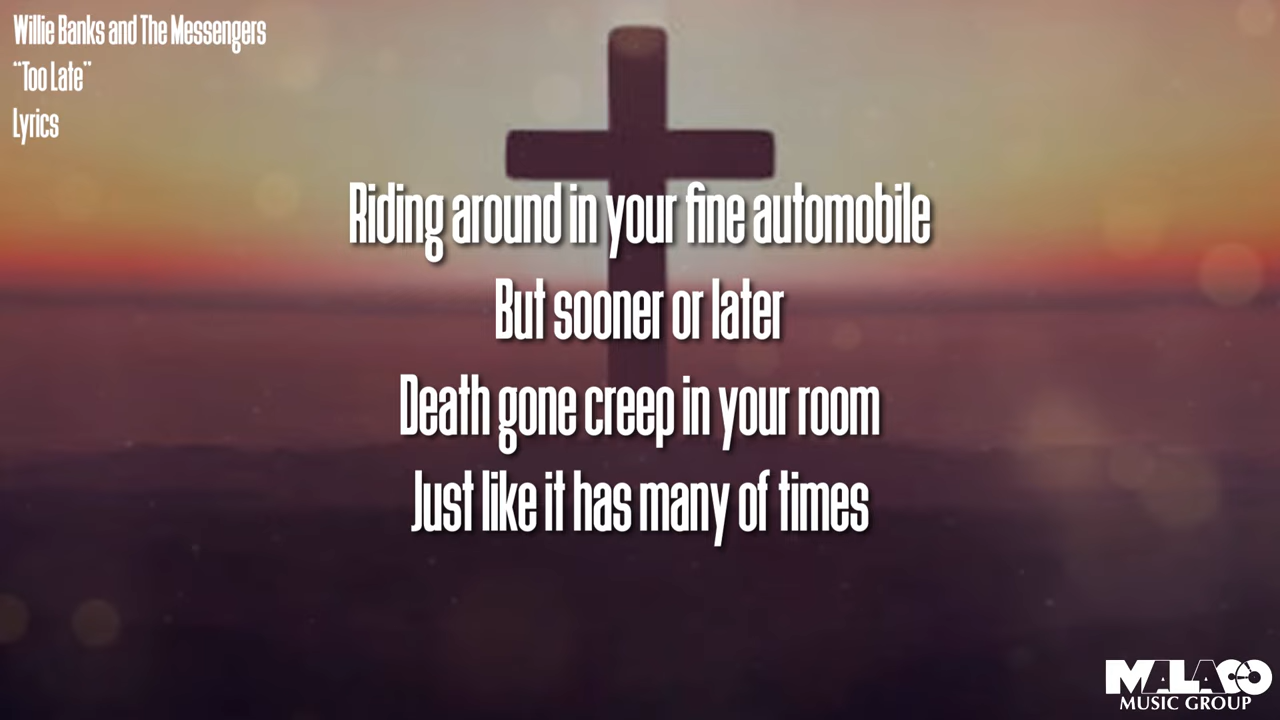 Willie Banks and The Messengers
“Too Late”
Lyrics
Riding around in your fine automobile
But sooner or later
Death gone creep in your room
Just like it has many of times
MALACO
MUSIC GROUP